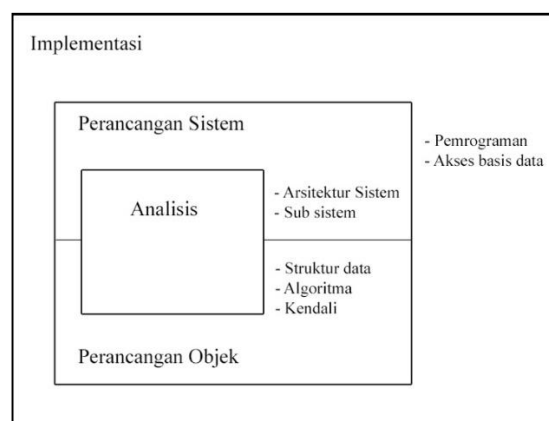 Implementasi
Perancangan Sistem
- Pemrograman
- Akses basis data
Analisis
- Arsitektur Sistem
- Sub sistem
- Struktur data
- Algoritma
- Kendali
Perancangan Objek